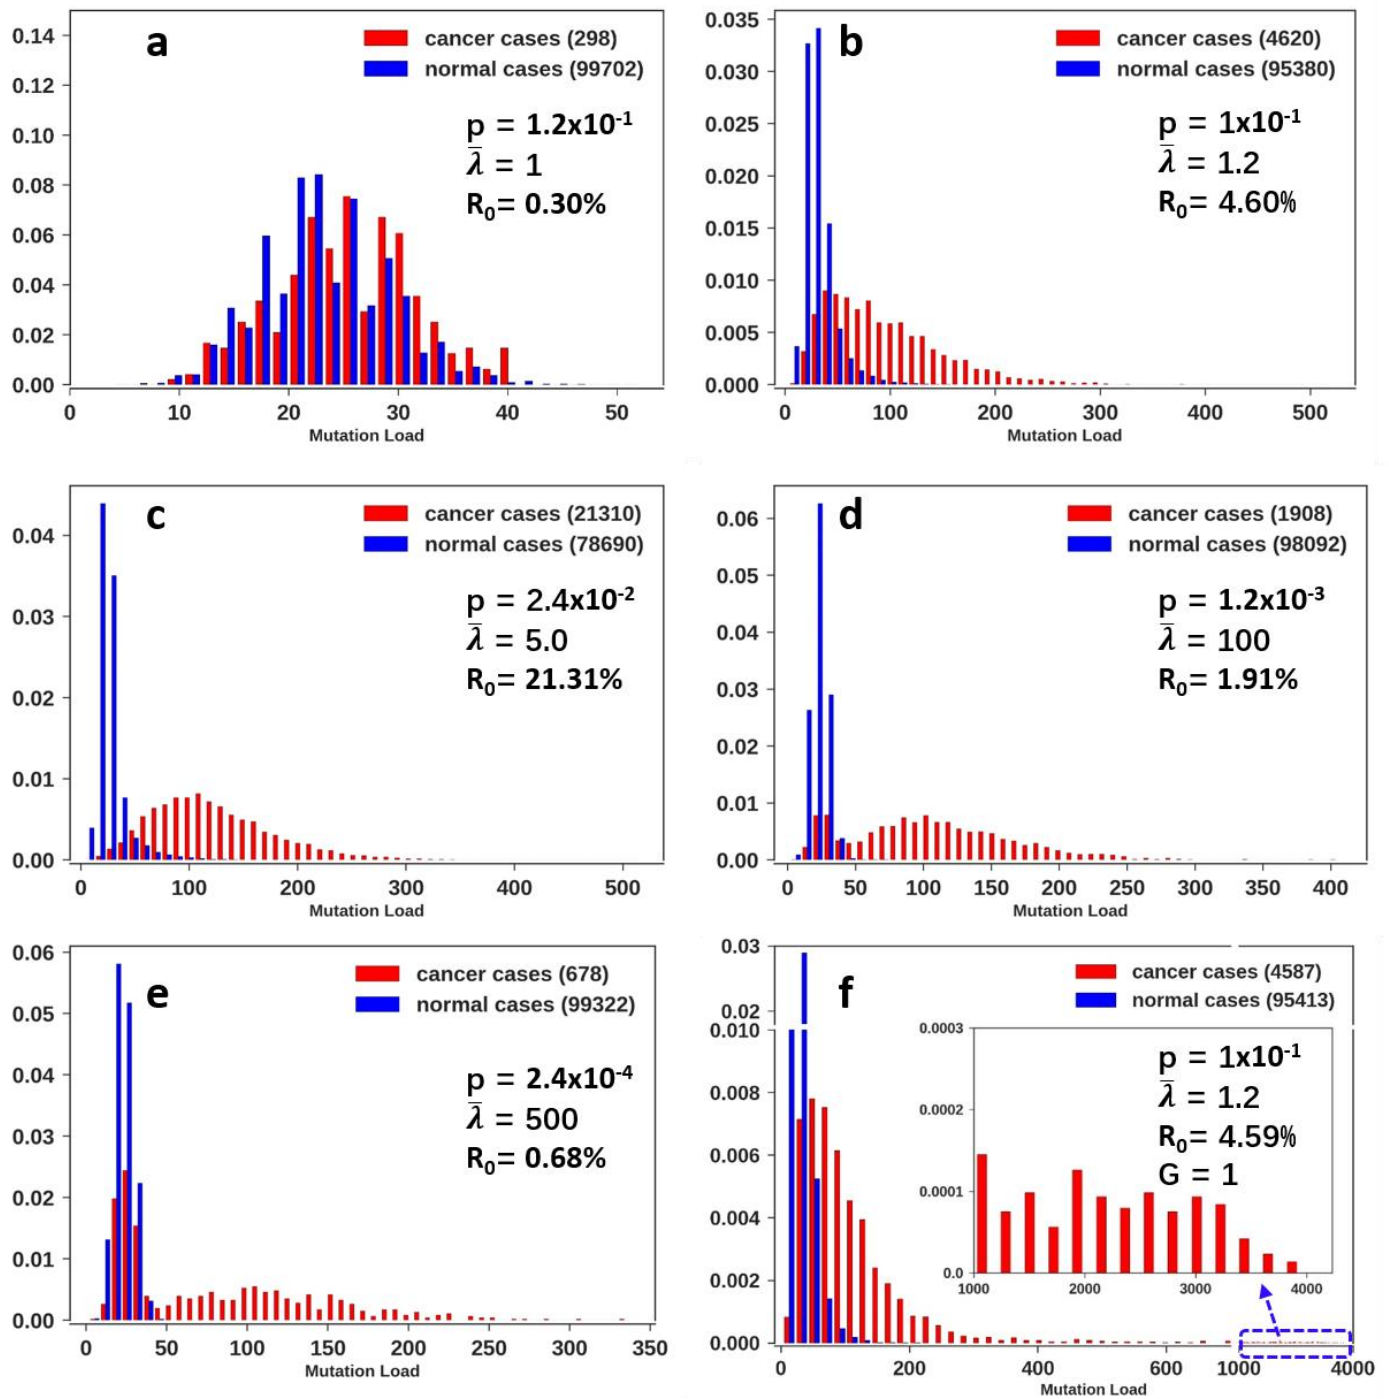 a
cancer cases (298)
normal cases (99702)
p = 1.2x10-1
λ̄ = 1
R0= 0.30%
0.14
0.12
0.10
0.08
0.06
0.04
0.02
0.00
0 10 20 30 40 50
Mutation Load
b
cancer cases (4620)
normal cases (95380)
p = 1x10-1
λ̄ = 1.2
R0= 4.60%
0.035
0.030
0.025
0.020
0.015
0.010
0.005
0.000
0 100 200 300 400 500
Mutation Load
c
cancer cases (21310)
normal cases (78690)
p = 2.4x10-2
λ̄ = 5.0
R0= 21.31%
0.04
0.03
0.02
0.01
0.00
0 100 200 300 400 500
Mutation Load
d
cancer cases (1908)
normal cases (98092)
p = 1.2x10-3
λ̄ = 100
R0= 1.91%
0.06
0.05
0.04
0.03
0.02
0.01
0.00
0 50 100 150 200 250 300 350 400
Mutation Load
e
cancer cases (678)
normal cases (99322)
p = 2.4x10-4
λ̄ = 500
R0= 0.68%
0.06
0.05
0.04
0.03
0.02
0.01
0.00
0 50 100 150 200 250 300 350
Mutation Load
f
cancer cases (4587)
normal cases (95413)
p = 1x10-1
λ̄ = 1.2
R0= 4.59%
G = 1
0.03
0.02
0.010
0.008
0.006
0.004
0.002
0.000
0 200 400 600 1000 4000
Mutation Load
0.0003
0.0002
0.0001
0.0
1000 2000 3000 4000